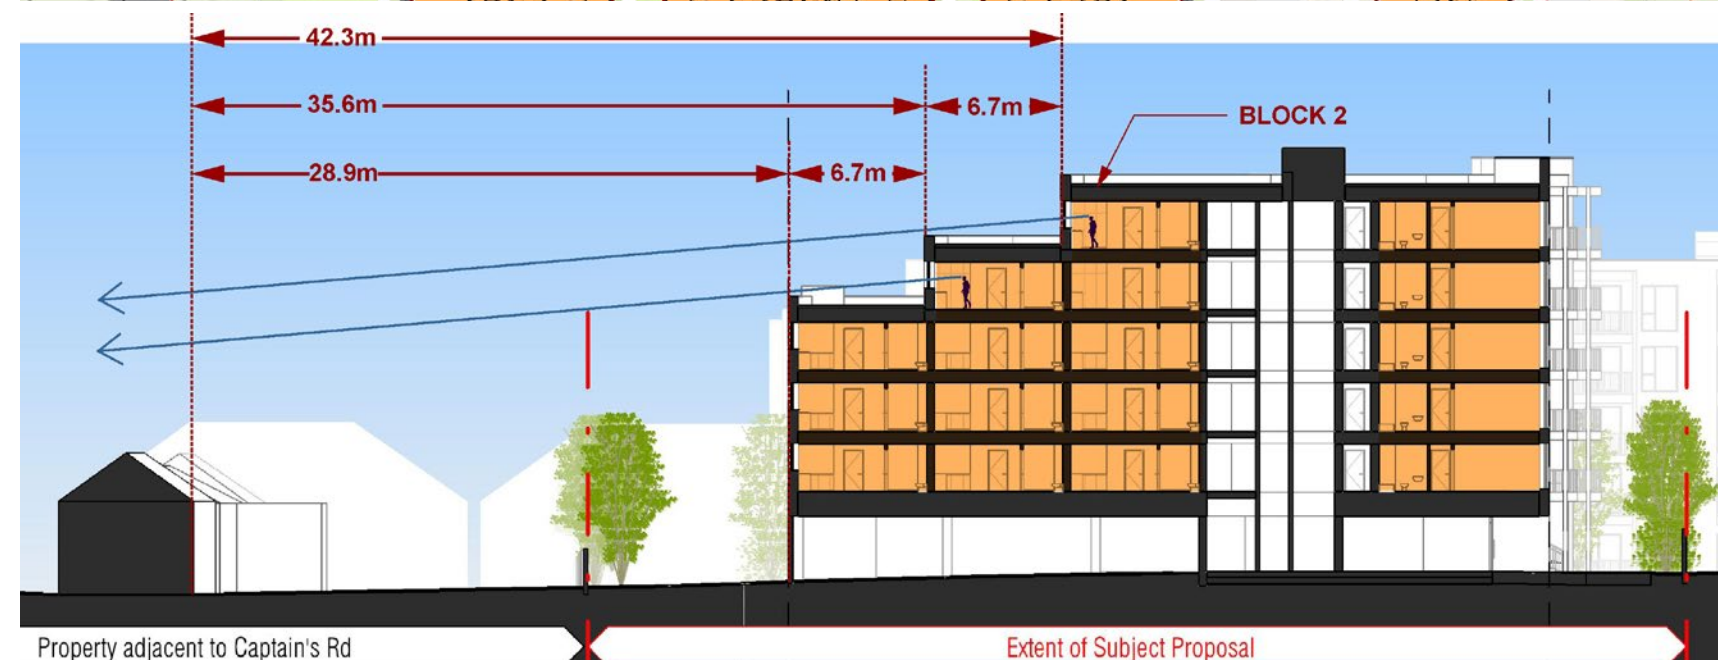 42.3m
35.6m
6.7m
BLOCK 2
28.9m
6.7m
Property adjacent to Captain's Rd
Extent of Subject Proposal